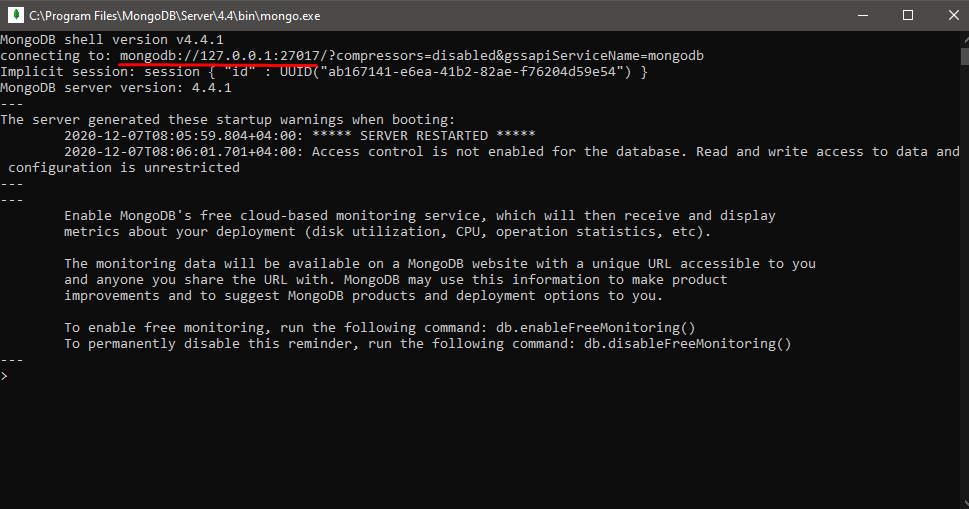 C:\Program Files\MongoDB\Server\4.4\bin\mongo.exe
MongoDB shell version v4.4.1
connecting to: mongodb://127.0.0.1:27017/?compressors=disabled&gssapiServiceName=mongodb
Implicit session: session { "id" : UUID("ab167141-e6ea-41b2-82ae-f76204d59e54") }
MongoDB server version: 4.4.1
---
The server generated these startup warnings when booting:
        2020-12-07T08:05:59.804+04:00: ***** SERVER RESTARTED *****
        2020-12-07T08:06:01.701+04:00: Access control is not enabled for the database. Read and write access to data and
 configuration is unrestricted
---
---
        Enable MongoDB's free cloud-based monitoring service, which will then receive and display
        metrics about your deployment (disk utilization, CPU, operation statistics, etc).
        The monitoring data will be available on a MongoDB website with a unique URL accessible to you
        and anyone you share the URL with. MongoDB may use this information to make product
        improvements and to suggest MongoDB products and deployment options to you.
        To enable free monitoring, run the following command: db.enableFreeMonitoring()
        To permanently disable this reminder, run the following command: db.disableFreeMonitoring()
---
>